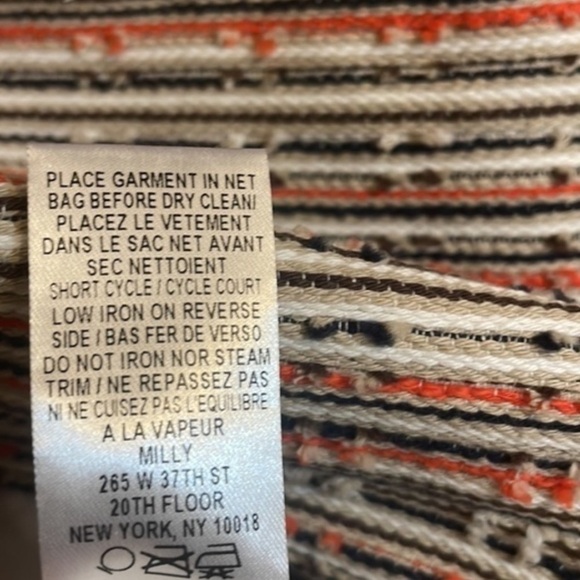 PLACE GARMENT IN NET
BAG BEFORE DRY CLEAN/
PLACEZ LE VETEMENT
DANS LE SAC NET AVANT
SEC NETTOIENT
SHORT CYCLE / CYCLE COURT
LOW IRON ON REVERSE
SIDE / BAS FER DE VERSO
DO NOT IRON NOR STEAM
TRIM / NE REPASSEZ PAS
NI NE CUISEZ PAS L'EQUILIBRE
A LA VAPEUR
MILLY
265 W 37TH ST
20TH FLOOR
NEW YORK, NY 10018